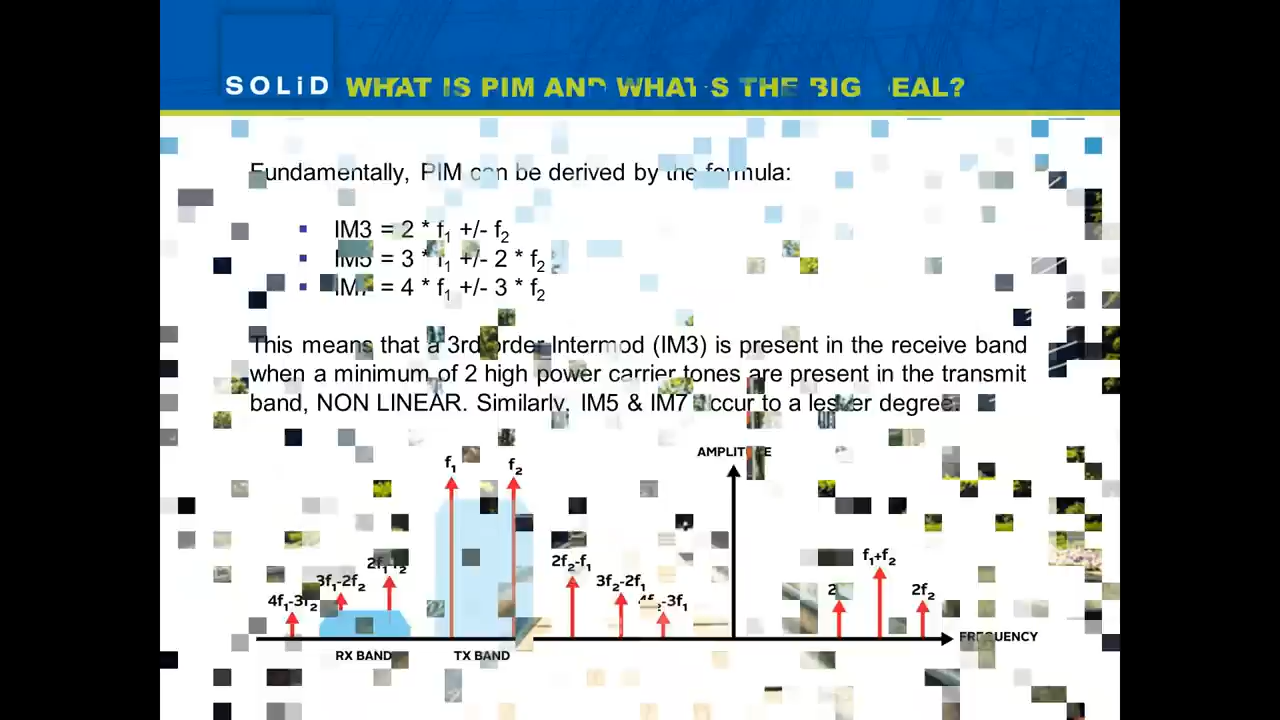 SOLiD WHAT IS PIM AND WHAT S THE BIG EAL?
Fundamentally, PIM can be derived by the formula:
▪ IM3 = 2 * f₁ +/- f₂
▪ IM5 = 3 * f₁ +/- 2 * f₂
▪ IM7 = 4 * f₁ +/- 3 * f₂
This means that a 3rd order Intermod (IM3) is present in the receive band
when a minimum of 2 high power carrier tones are present in the transmit
band, NON LINEAR. Similarly, IM5 & IM7 occur to a lesser degree.
AMPLITUDE
f₁ f₂
f₁+f₂
2f₁-f₂ 2f₂-f₁
3f₁-2f₂ 3f₂-2f₁ 2f₂
4f₁-3f₂ 4f₂-3f₁
FREQUENCY
RX BAND TX BAND